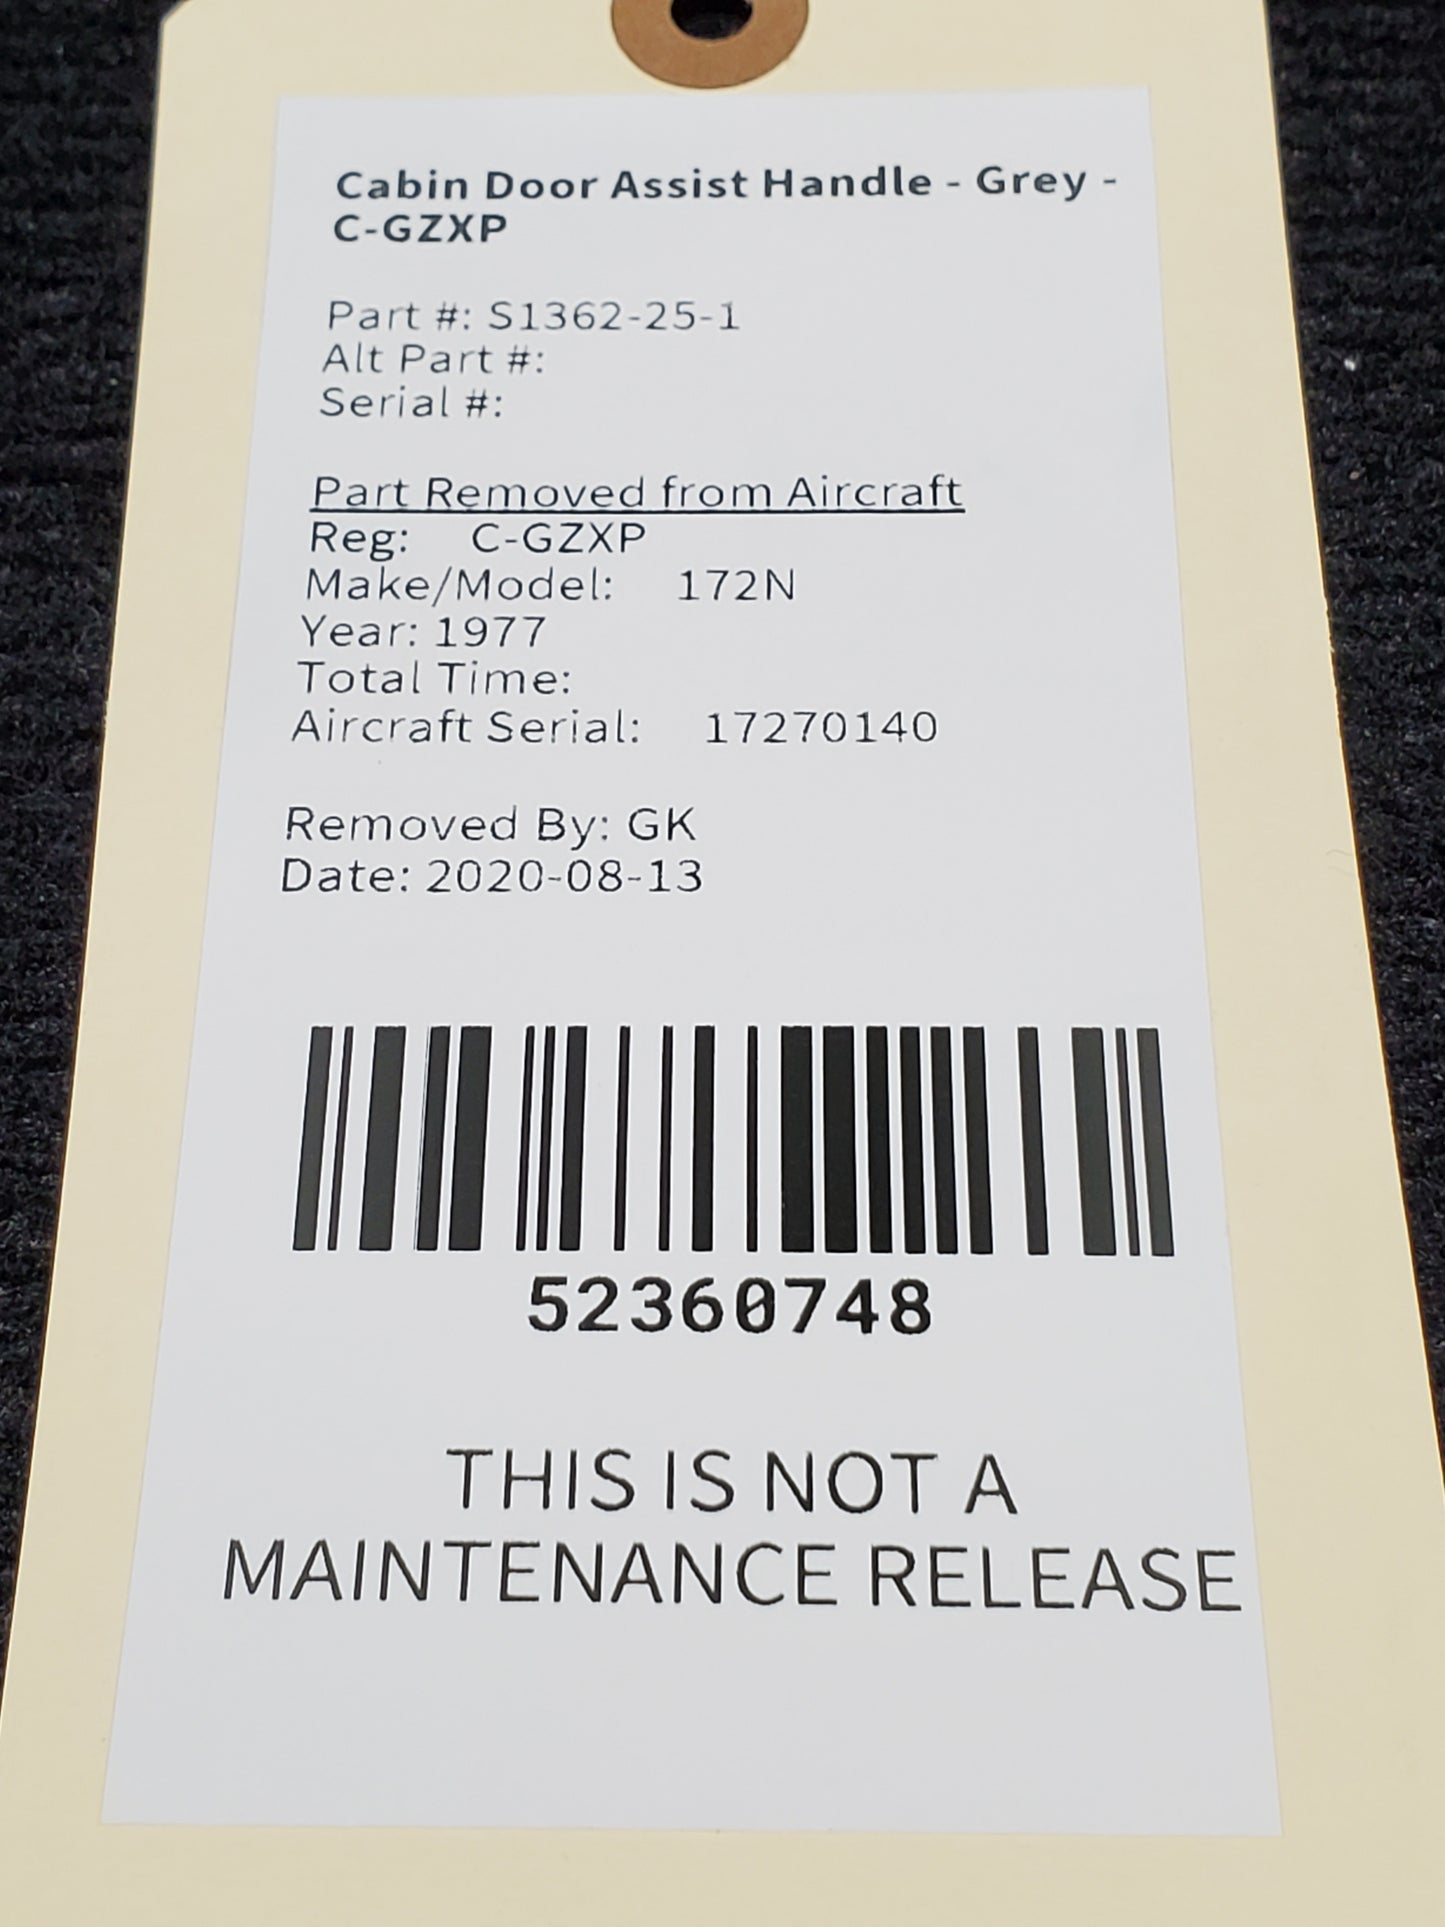 Cabin Door Assist Handle - Grey -
C-GZXP
Part #: S1362-25-1
Alt Part #:
Serial #:
Part Removed from Aircraft
Reg: C-GZXP
Make/Model: 172N
Year: 1977
Total Time:
Aircraft Serial: 17270140
Removed By: GK
Date: 2020-08-13
52360748
THIS IS NOT A
MAINTENANCE RELEASE